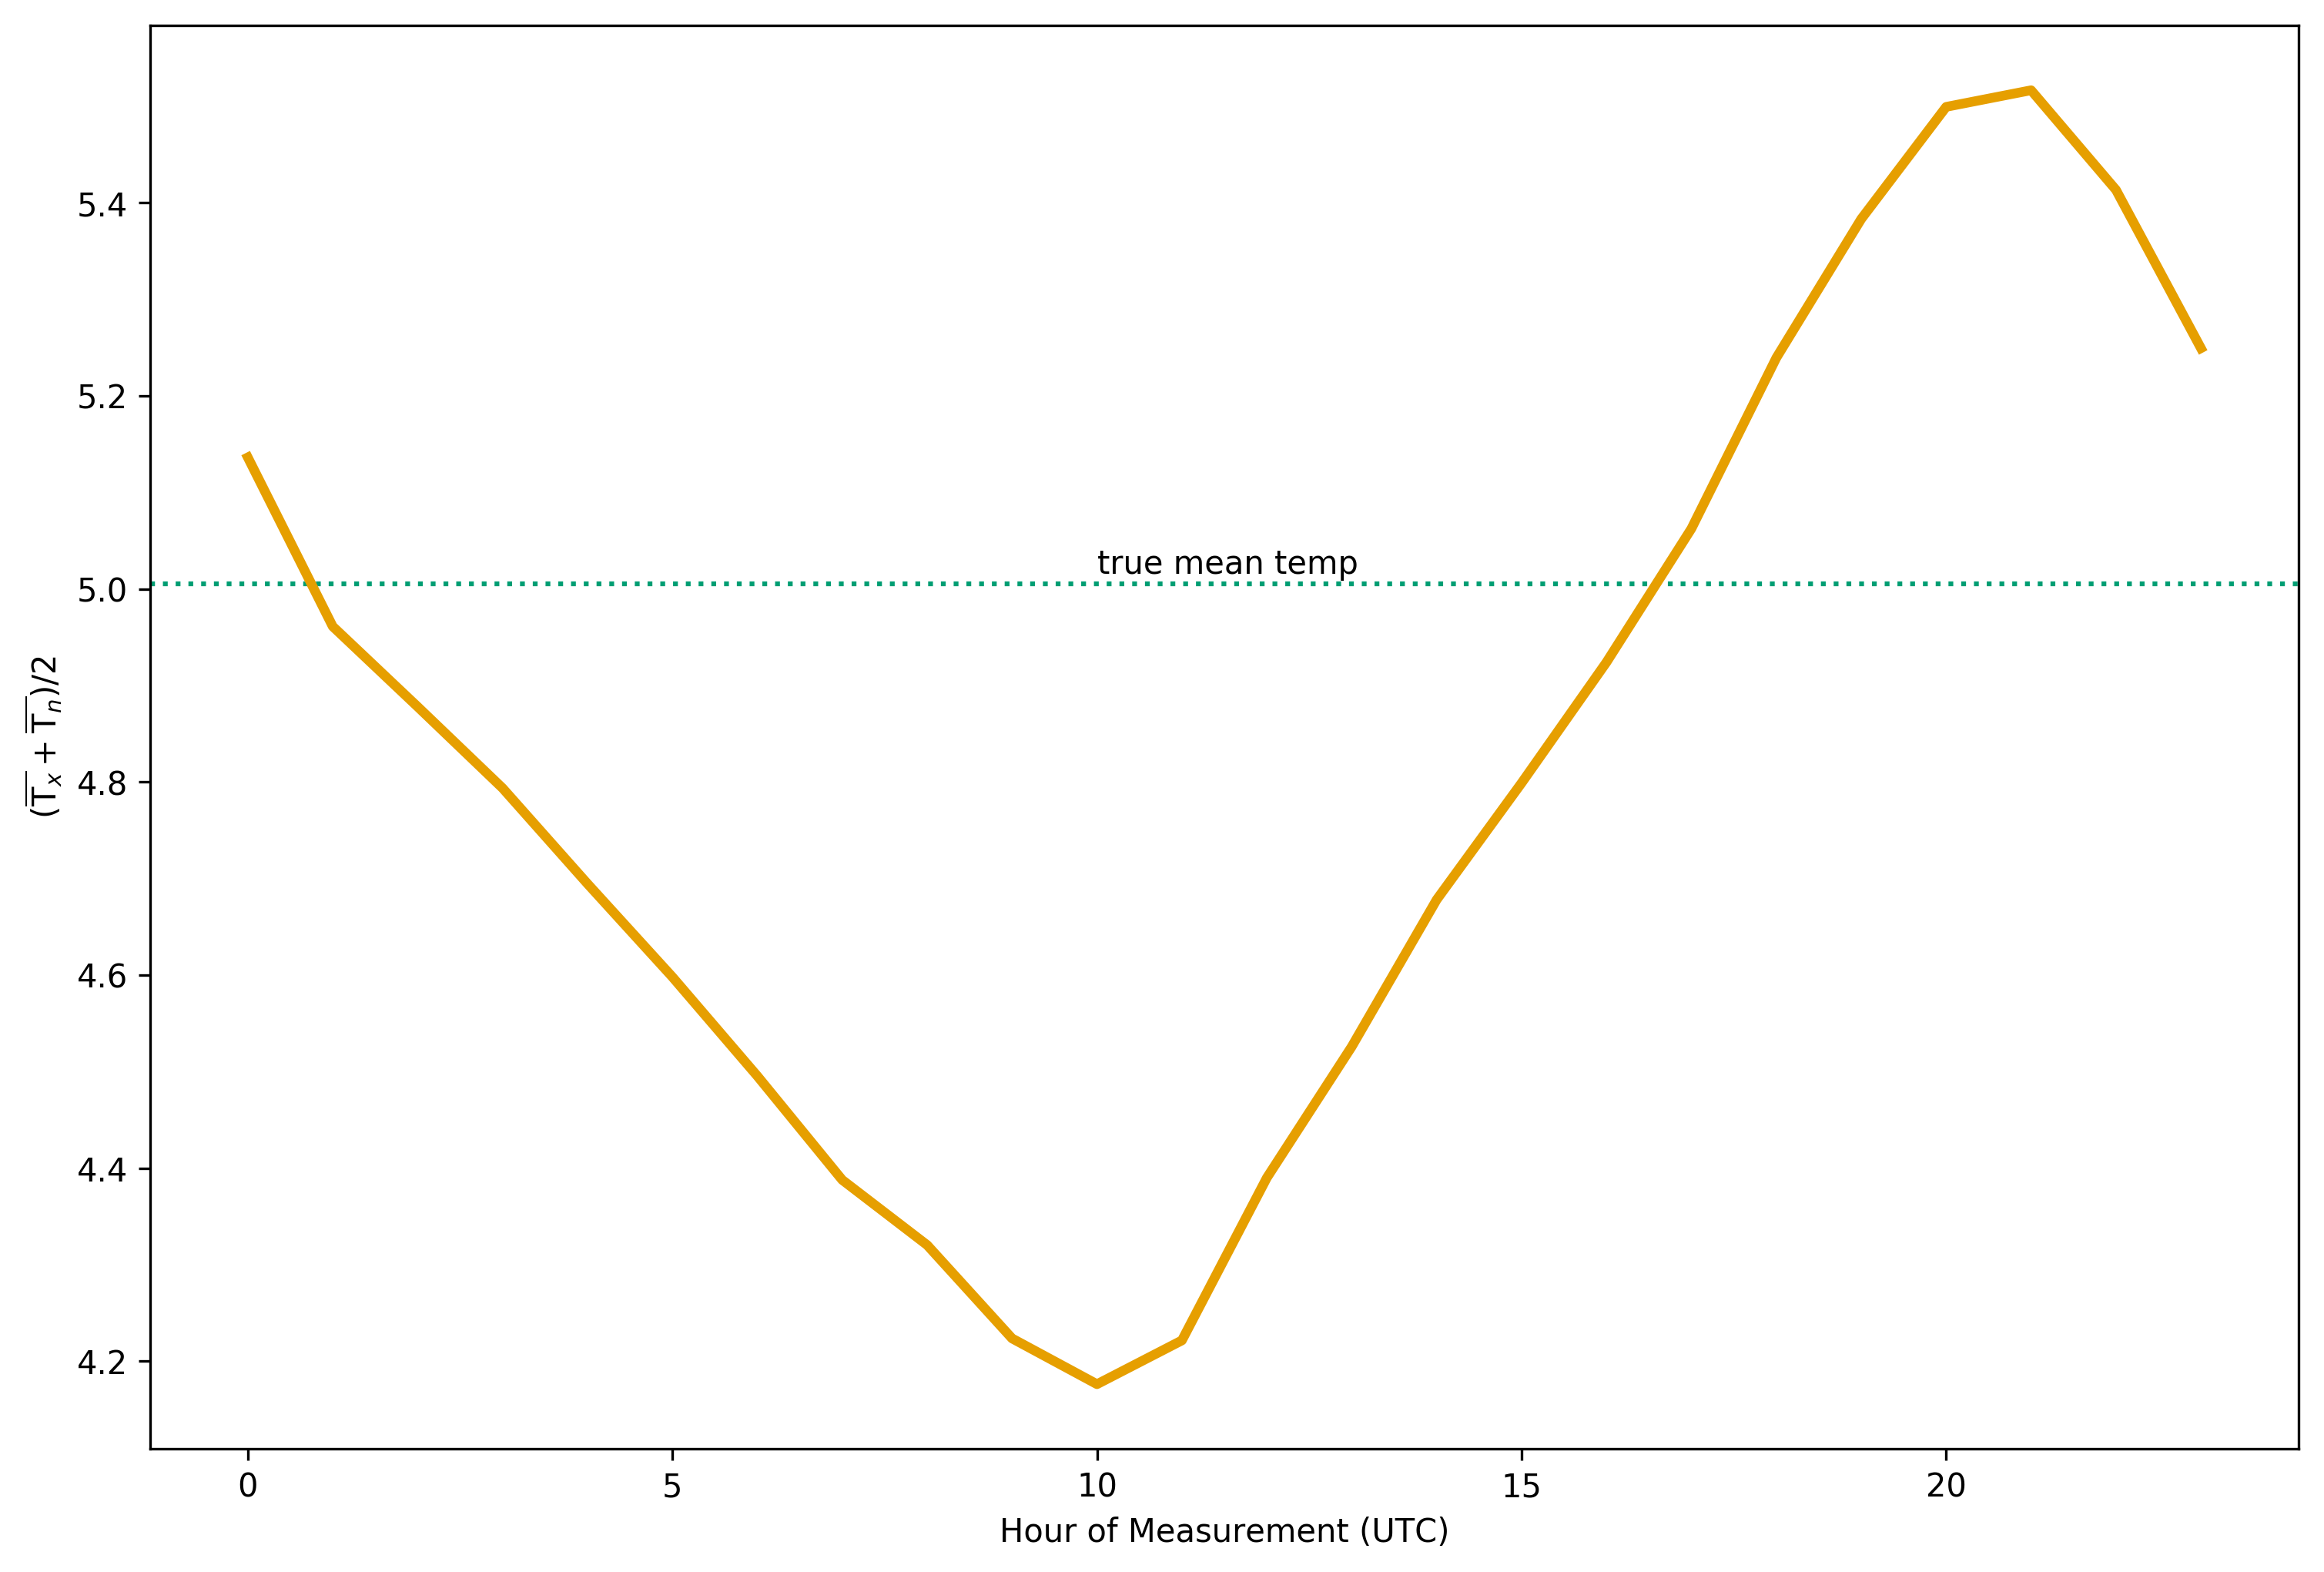 5.4
5.2
5.0
4.8
4.6
4.4
4.2
(T̅ₓ + T̅ₙ)/2
true mean temp
0 5 10 15 20
Hour of Measurement (UTC)